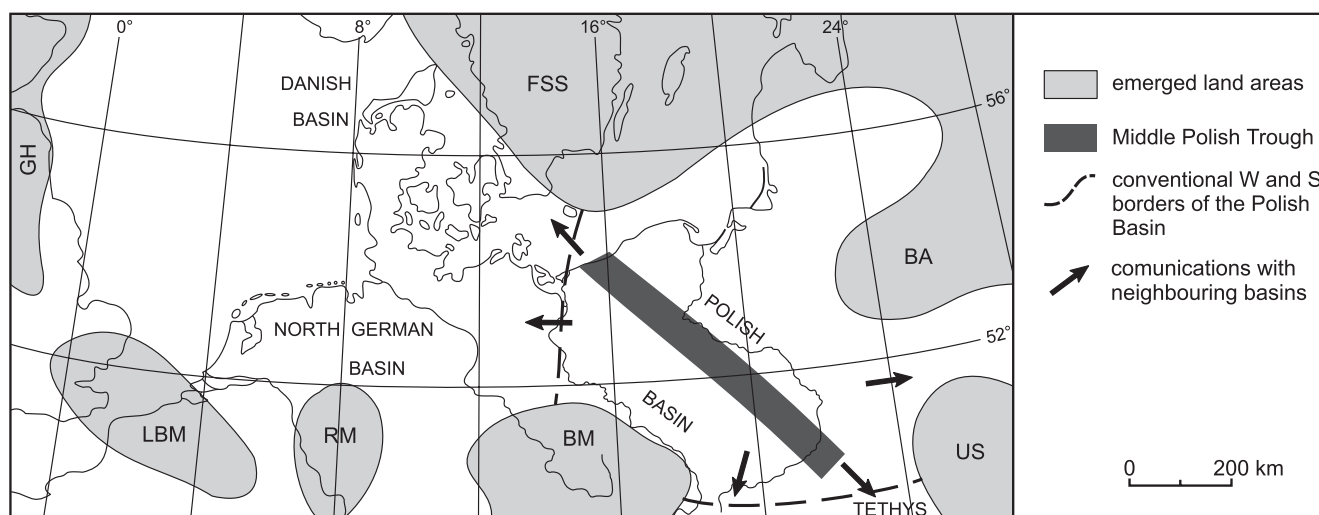 0°
8°
16°
24°
DANISH
BASIN
FSS
56°
GH
BA
NORTH GERMAN
BASIN
POLISH
BASIN
52°
LBM
RM
BM
US
TETHYS
emerged land areas
Middle Polish Trough
conventional W and S
borders of the Polish
Basin
comunications with
neighbouring basins
0 200 km